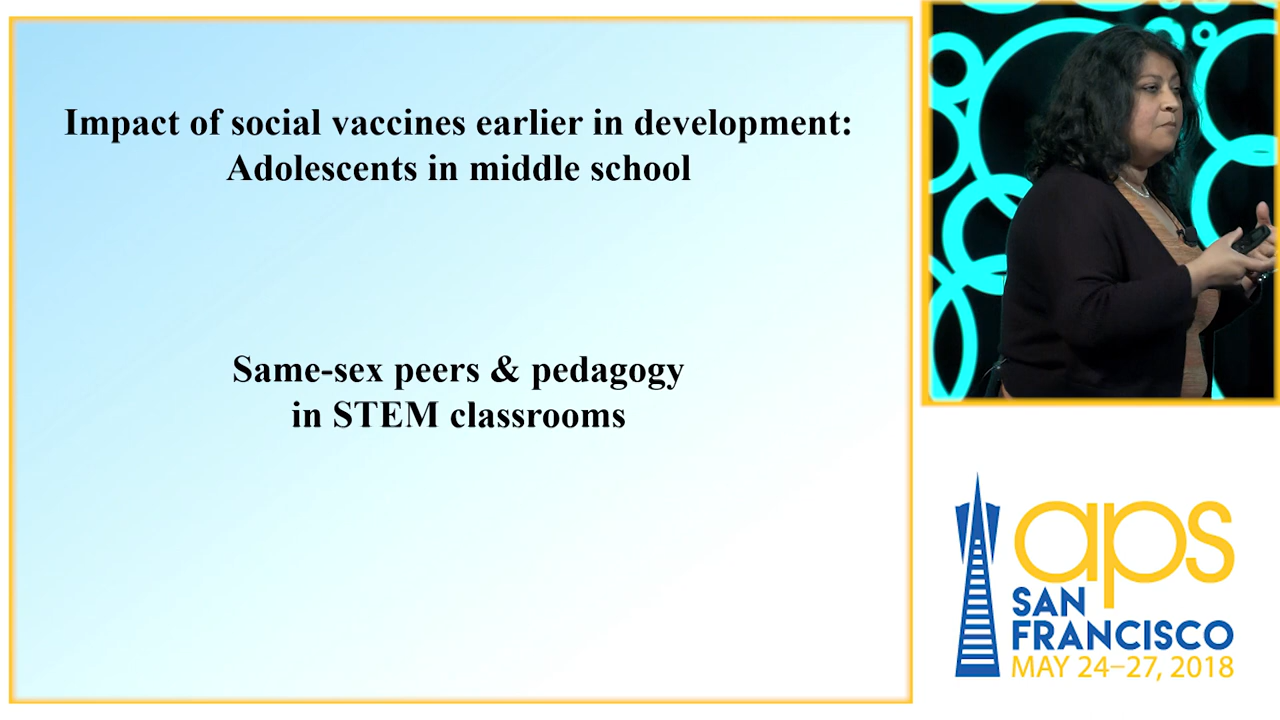 Impact of social vaccines earlier in development:
Adolescents in middle school
Same-sex peers & pedagogy
in STEM classrooms
aps
SAN
FRANCISCO
MAY 24–27, 2018